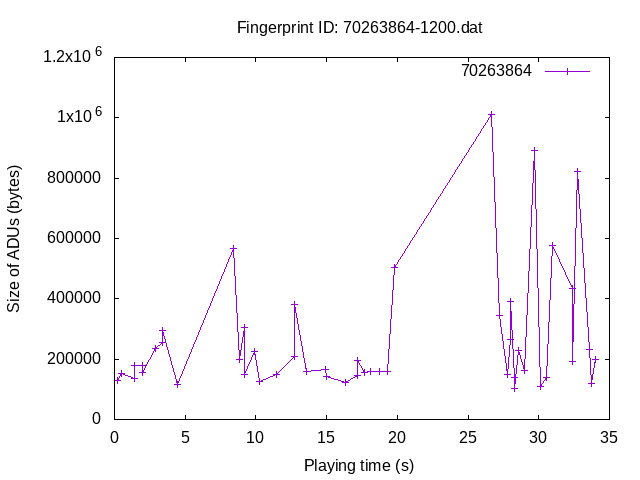 Fingerprint ID: 70263864-1200.dat
1.2x10^6
70263864
1x10^6
800000
600000
400000
200000
0
Size of ADUs (bytes)
0 5 10 15 20 25 30 35
Playing time (s)